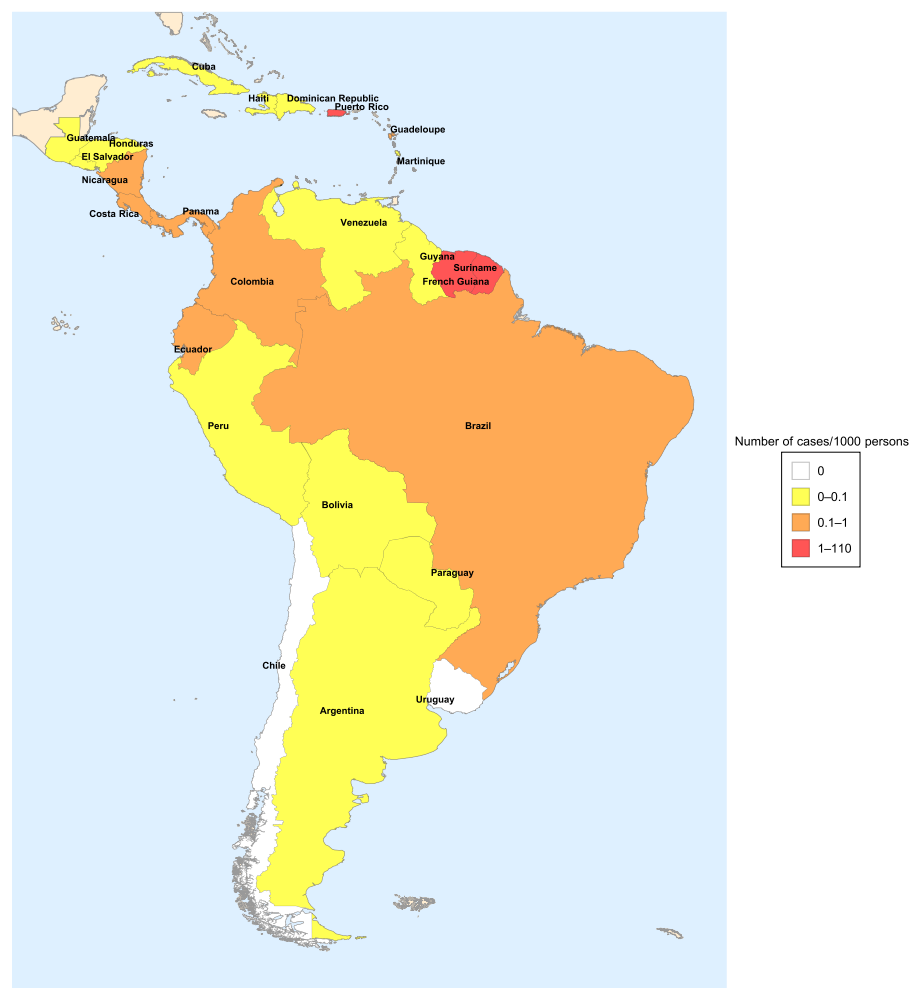 Cuba
Haiti
Dominican Republic
Puerto Rico
Guadeloupe
Guatemala
Honduras
El Salvador
Martinique
Nicaragua
Costa Rica
Panama
Venezuela
Guyana
Suriname
French Guiana
Colombia
Ecuador
Peru
Brazil
Number of cases/1000 persons
0
0–0.1
0.1–1
1–110
Bolivia
Paraguay
Chile
Uruguay
Argentina